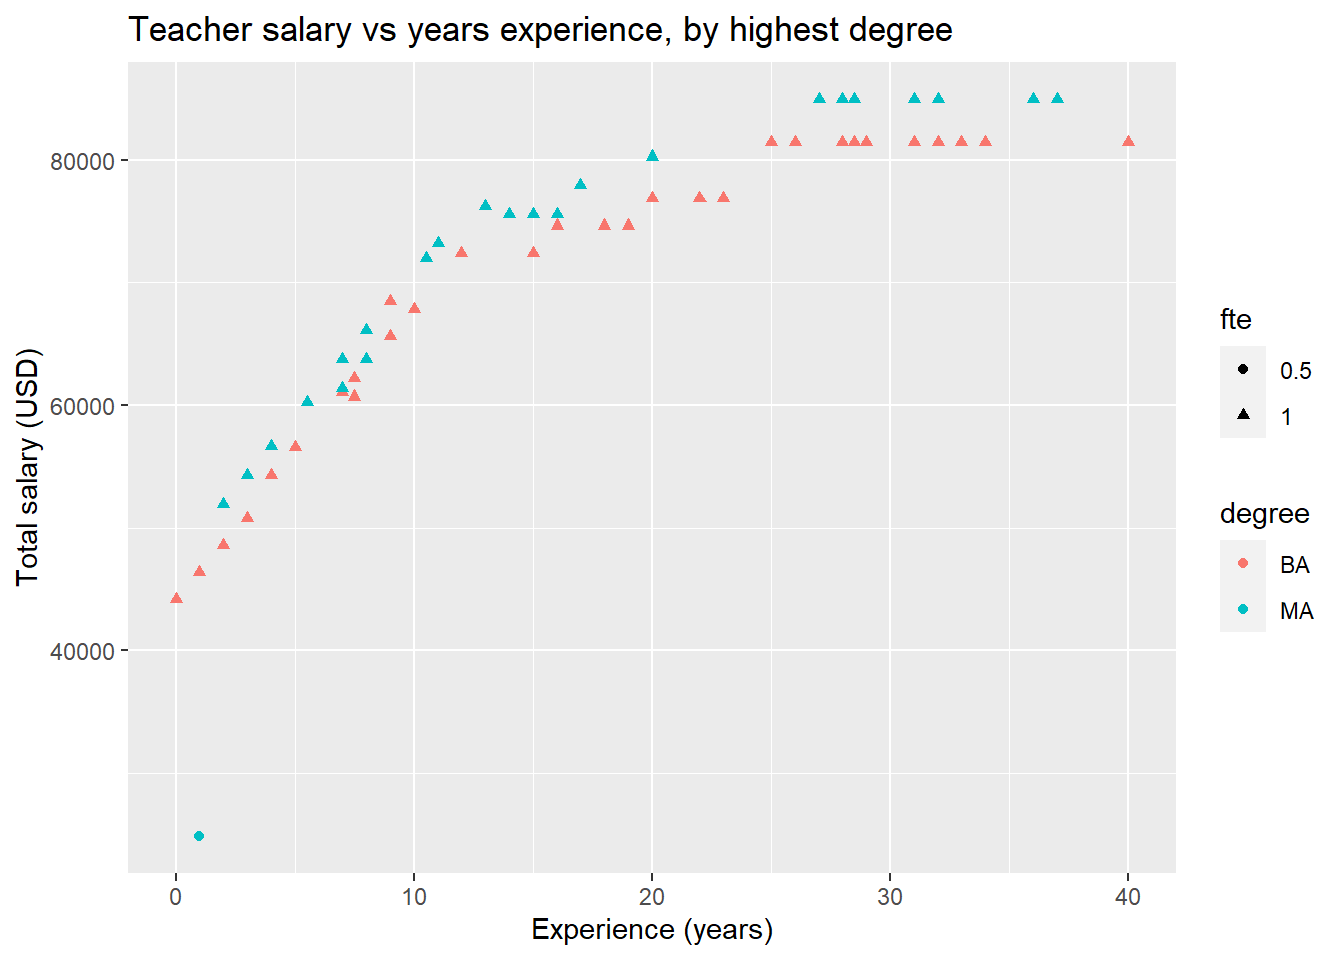 Teacher salary vs years experience, by highest degree
Total salary (USD)
80000
60000
40000
0
10
20
30
40
Experience (years)
fte
0.5
1
degree
BA
MA